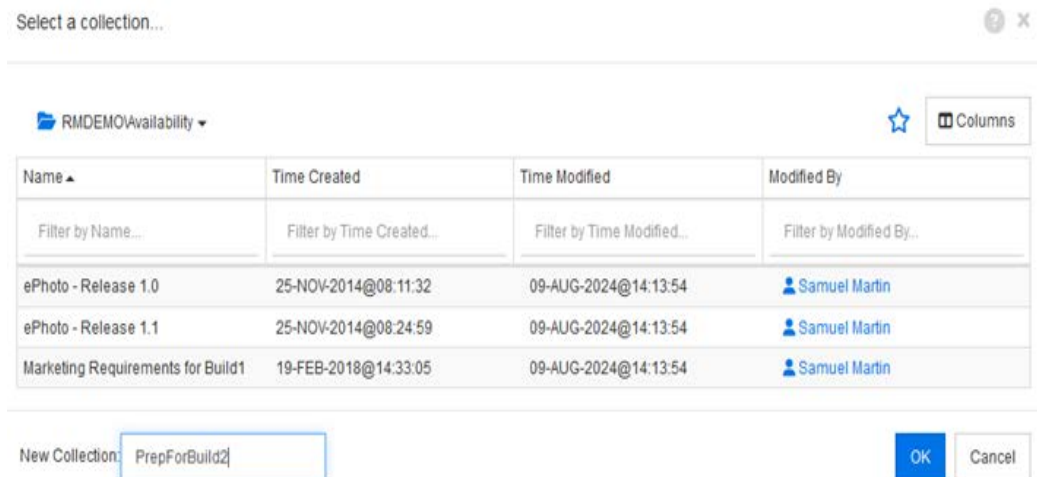 Select a collection...
RMDEMO\Availability
Columns
Name Time Created Time Modified Modified By
Filter by Name... Filter by Time Created... Filter by Time Modified... Filter by Modified By...
ePhoto - Release 1.0 25-NOV-2014@08:11:32 09-AUG-2024@14:13:54 Samuel Martin
ePhoto - Release 1.1 25-NOV-2014@08:24:59 09-AUG-2024@14:13:54 Samuel Martin
Marketing Requirements for Build1 19-FEB-2018@14:33:05 09-AUG-2024@14:13:54 Samuel Martin
New Collection: PrepForBuild2 OK Cancel